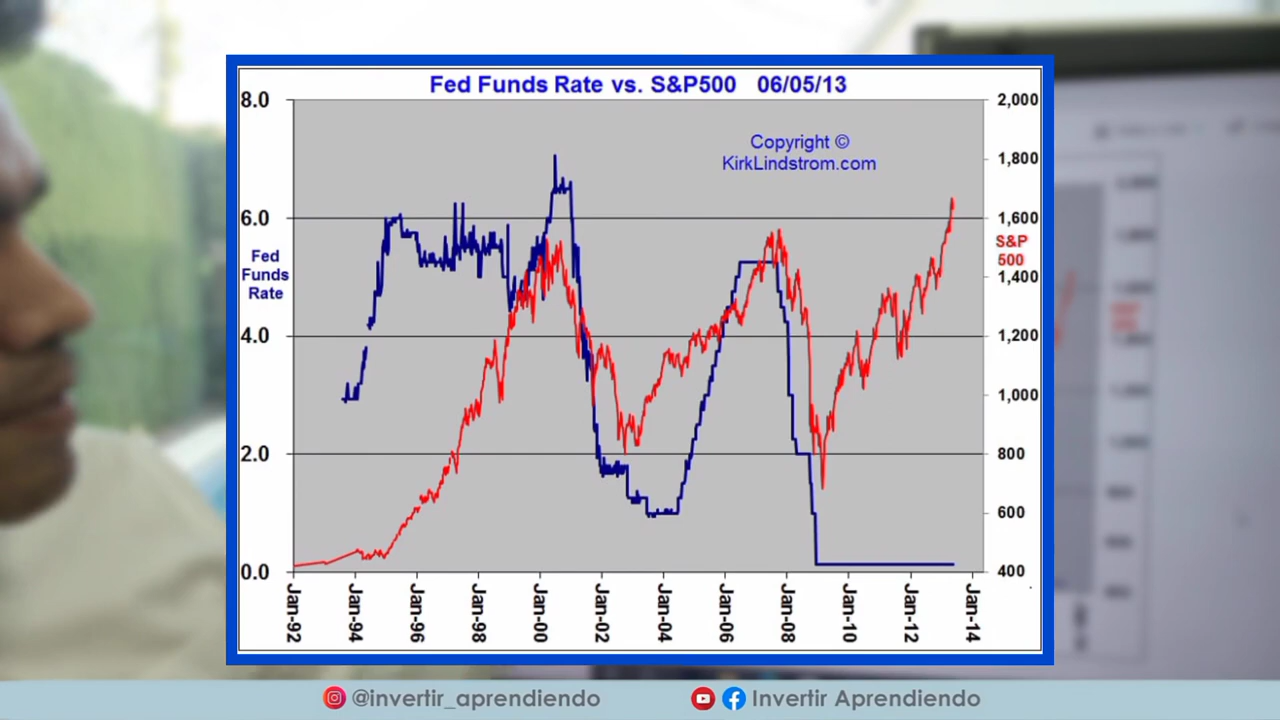 Fed Funds Rate vs. S&P500 06/05/13
Copyright ©
KirkLindstrom.com
8.0
6.0
4.0
2.0
0.0
Fed
Funds
Rate
2,000
1,800
1,600
1,400
1,200
1,000
800
600
400
S&P
500
Jan-92
Jan-94
Jan-96
Jan-98
Jan-00
Jan-02
Jan-04
Jan-06
Jan-08
Jan-10
Jan-12
Jan-14
@invertir_aprendiendo
Invertir Aprendiendo